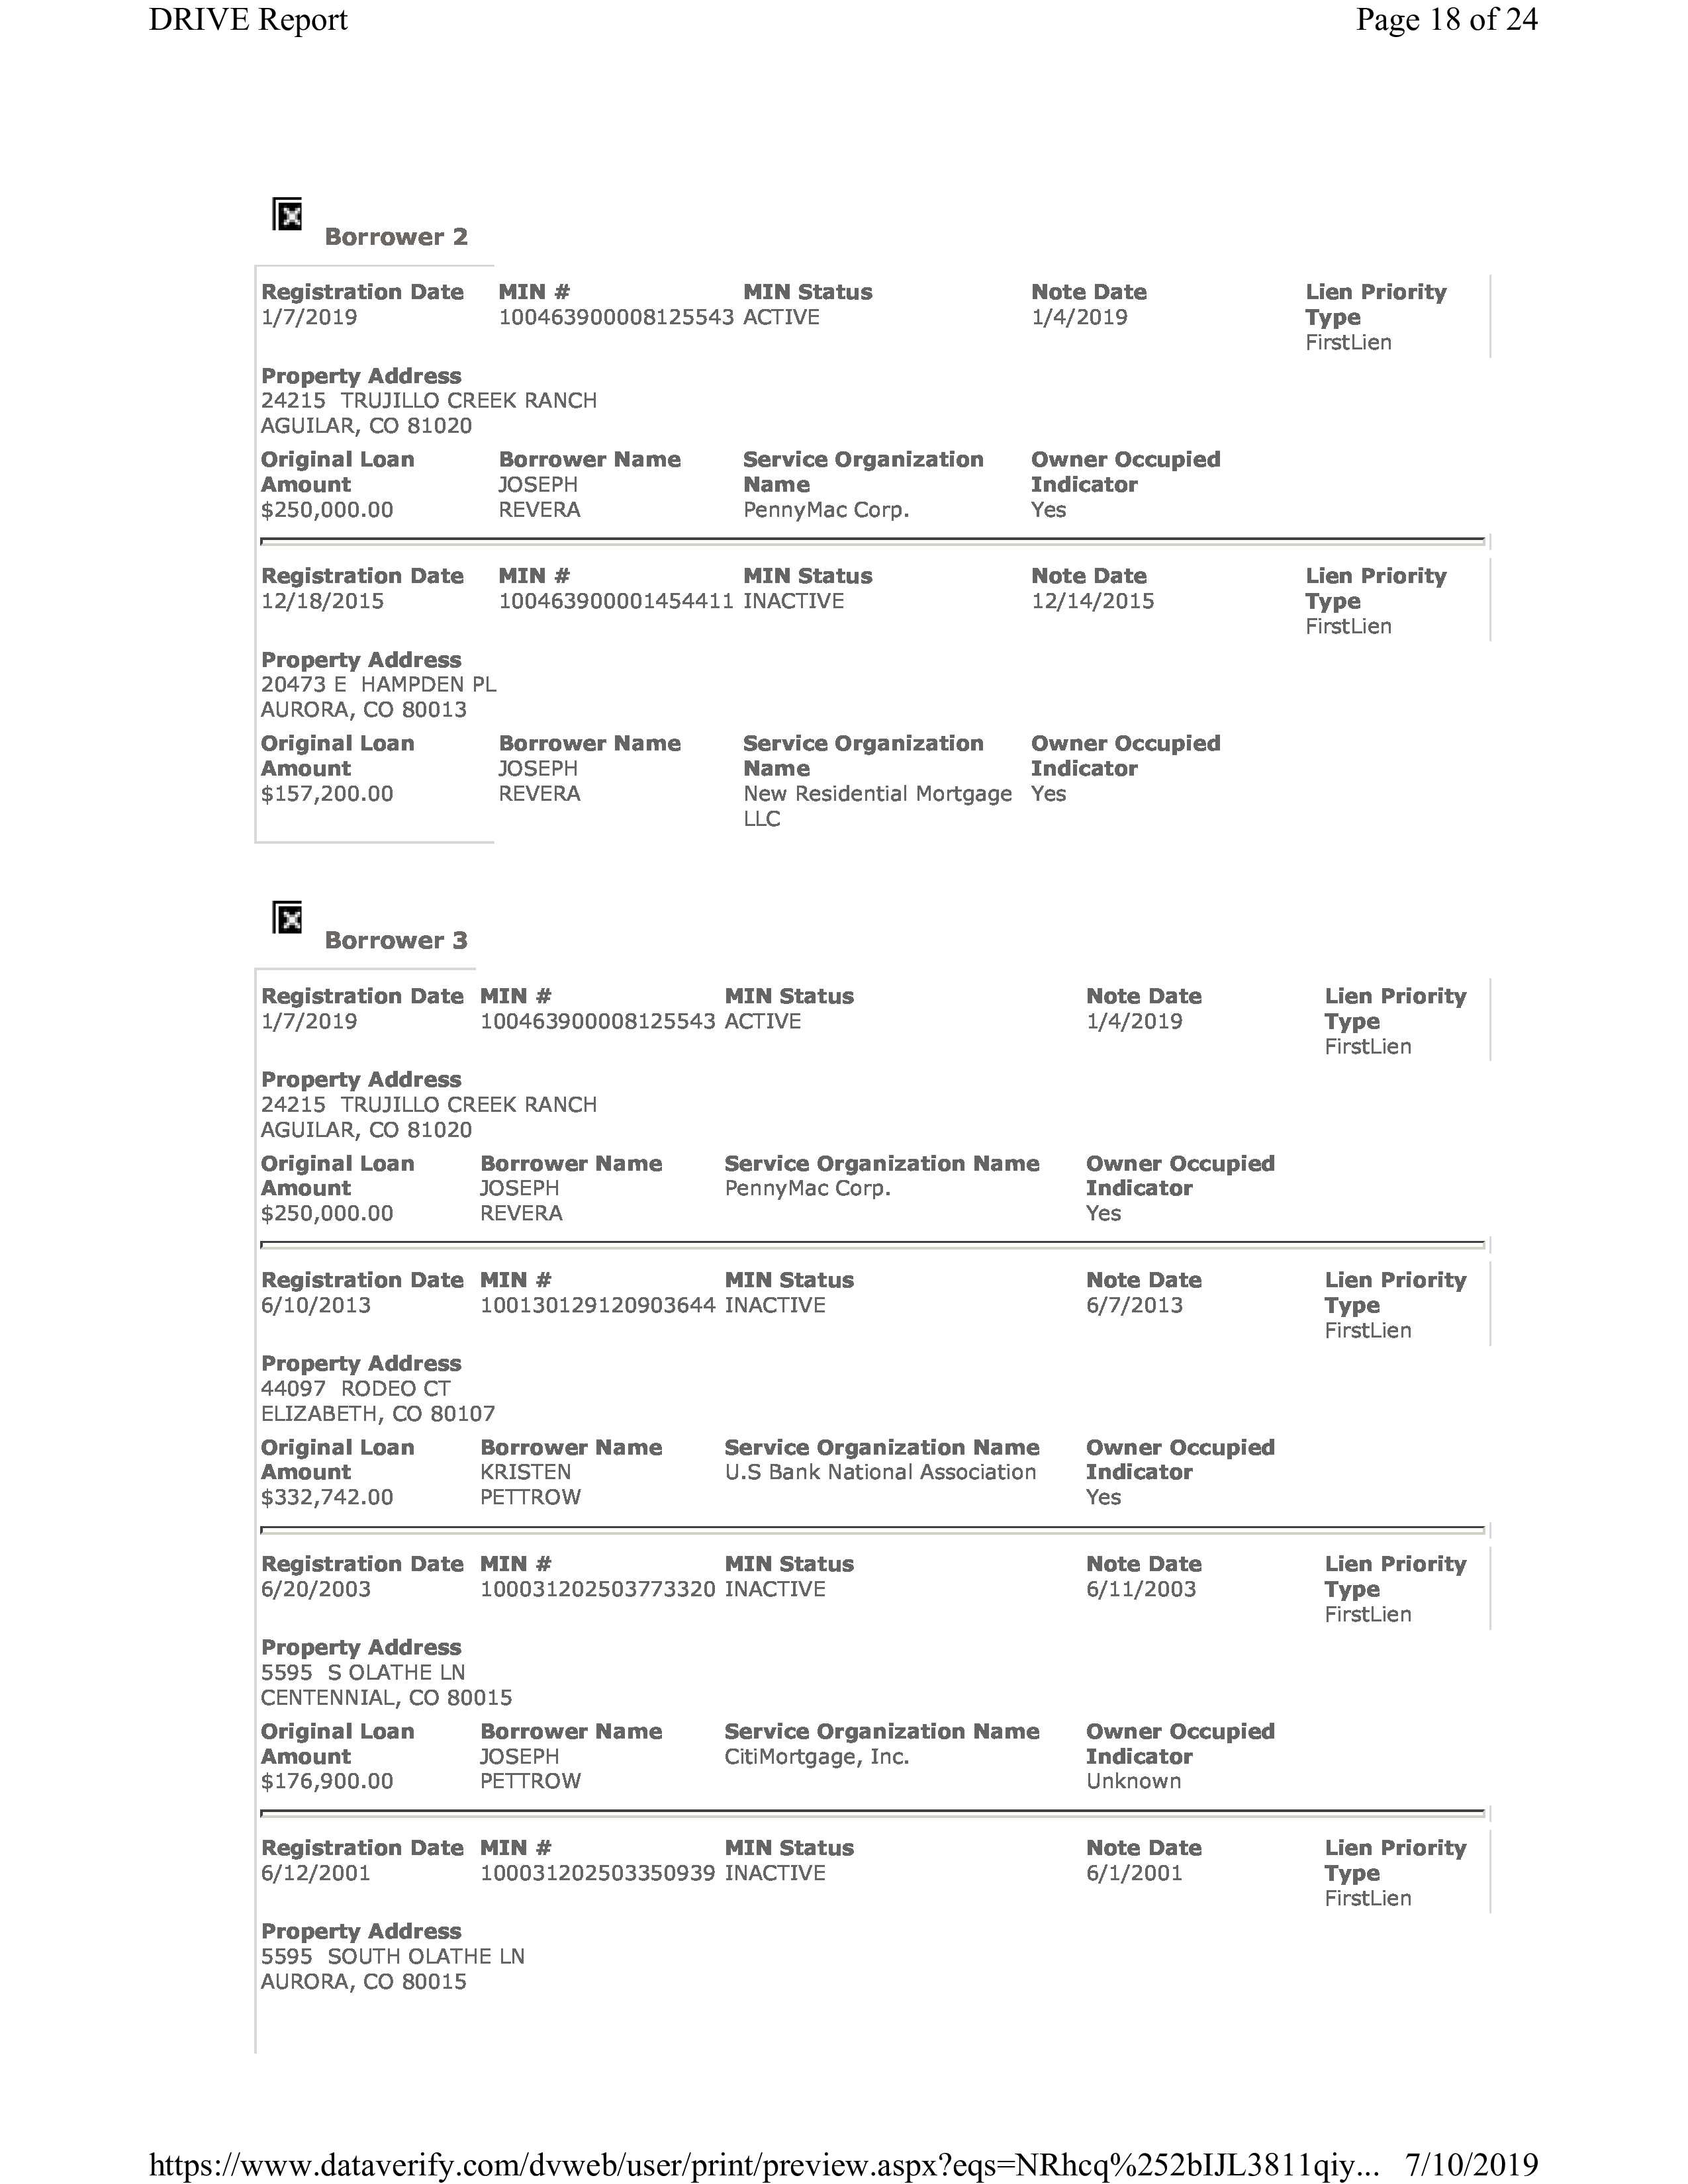 DRIVE Report Page 18 of 24
Borrower 2
Registration Date MIN # MIN Status Note Date Lien Priority
1/7/2019 100463900008125543 ACTIVE 1/4/2019 Type
FirstLien
Property Address
24215 TRUJILLO CREEK RANCH
AGUILAR, CO 81020
Original Loan Borrower Name Service Organization Owner Occupied
Amount JOSEPH Name Indicator
$250,000.00 REVERA PennyMac Corp. Yes
Registration Date MIN # MIN Status Note Date Lien Priority
12/18/2015 100463900001454411 INACTIVE 12/14/2015 Type
FirstLien
Property Address
20473 E HAMPDEN PL
AURORA, CO 80013
Original Loan Borrower Name Service Organization Owner Occupied
Amount JOSEPH Name Indicator
$157,200.00 REVERA New Residential Mortgage Yes
LLC
Borrower 3
Registration Date MIN # MIN Status Note Date Lien Priority
1/7/2019 100463900008125543 ACTIVE 1/4/2019 Type
FirstLien
Property Address
24215 TRUJILLO CREEK RANCH
AGUILAR, CO 81020
Original Loan Borrower Name Service Organization Name Owner Occupied
Amount JOSEPH PennyMac Corp. Indicator
$250,000.00 REVERA Yes
Registration Date MIN # MIN Status Note Date Lien Priority
6/10/2013 100130129120903644 INACTIVE 6/7/2013 Type
FirstLien
Property Address
44097 RODEO CT
ELIZABETH, CO 80107
Original Loan Borrower Name Service Organization Name Owner Occupied
Amount KRISTEN U.S Bank National Association Indicator
$332,742.00 PETTROW Yes
Registration Date MIN # MIN Status Note Date Lien Priority
6/20/2003 100031202503773320 INACTIVE 6/11/2003 Type
FirstLien
Property Address
5595 S OLATHE LN
CENTENNIAL, CO 80015
Original Loan Borrower Name Service Organization Name Owner Occupied
Amount JOSEPH CitiMortgage, Inc. Indicator
$176,900.00 PETTROW Unknown
Registration Date MIN # MIN Status Note Date Lien Priority
6/12/2001 100031202503350939 INACTIVE 6/1/2001 Type
FirstLien
Property Address
5595 SOUTH OLATHE LN
AURORA, CO 80015
https://www.dataverify.com/dvweb/user/print/preview.aspx?eqs=NRhcq%252bIJL3811qiy... 7/10/2019